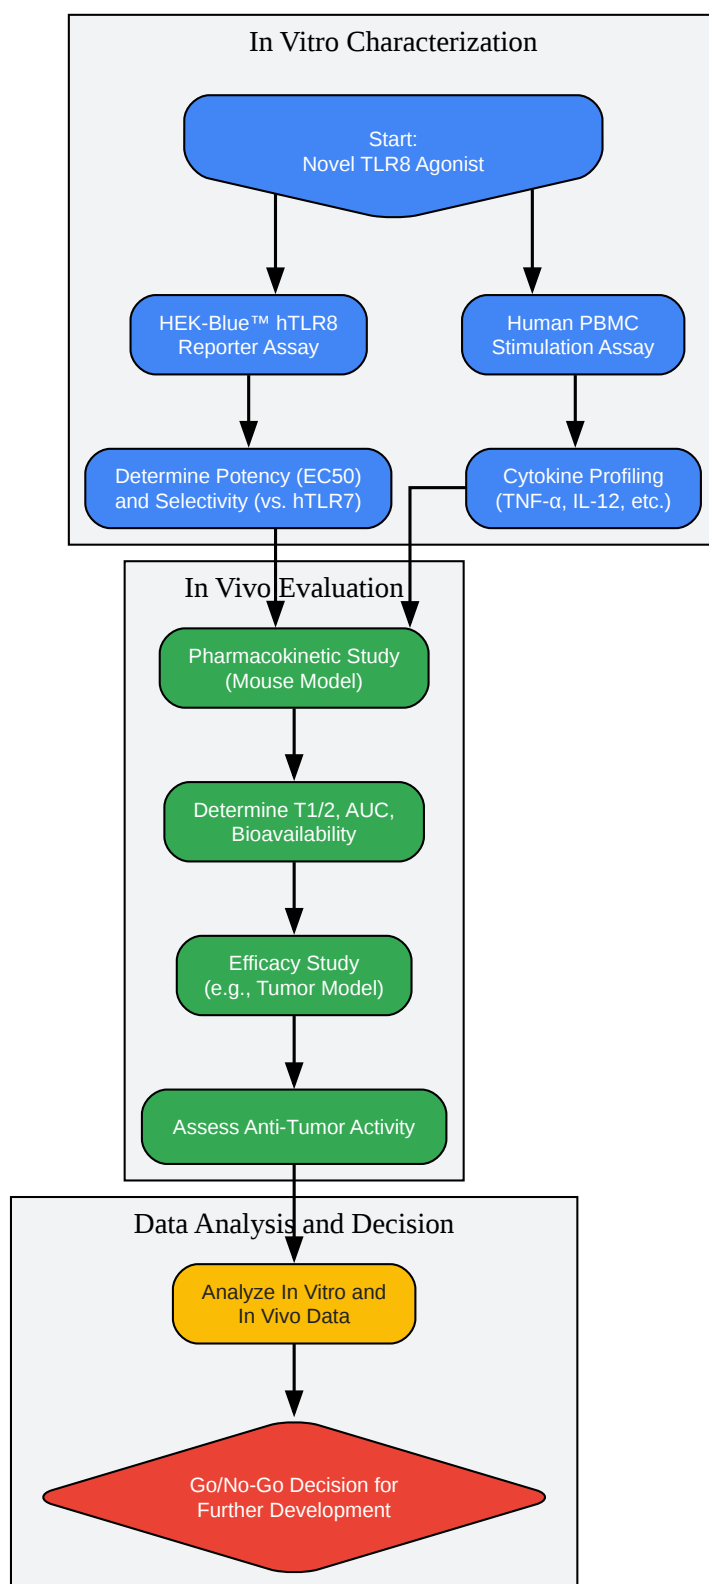 In Vitro Characterization
Start:
Novel TLR8 Agonist
HEK-Blue™ hTLR8
Reporter Assay
Human PBMC
Stimulation Assay
Determine Potency (EC50)
and Selectivity (vs. hTLR7)
Cytokine Profiling
(TNF-α, IL-12, etc.)
In Vivo Evaluation
Pharmacokinetic Study
(Mouse Model)
Determine T1/2, AUC,
Bioavailability
Efficacy Study
(e.g., Tumor Model)
Assess Anti-Tumor Activity
Data Analysis and Decision
Analyze In Vitro and
In Vivo Data
Go/No-Go Decision for
Further Development